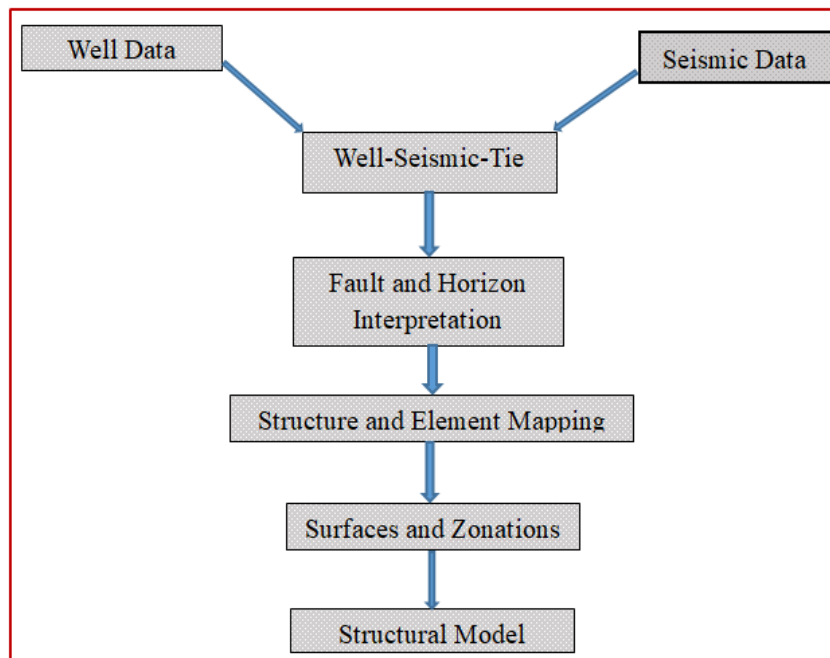 Well Data
Seismic Data
Well-Seismic-Tie
Fault and Horizon
Interpretation
Structure and Element Mapping
Surfaces and Zonations
Structural Model